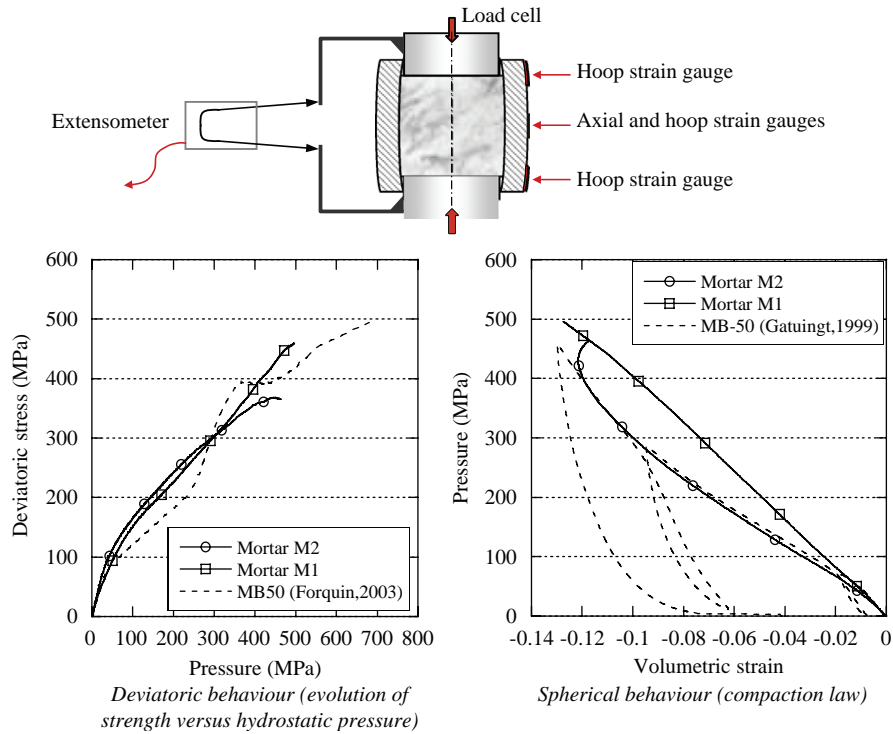 Load cell
Hoop strain gauge
Extensometer
Axial and hoop strain gauges
Hoop strain gauge
600
500
400
300
200
100
0
Deviatoric stress (MPa)
Mortar M2
Mortar M1
MB50 (Forquin,2003)
0 100 200 300 400 500 600 700 800
Pressure (MPa)
Deviatoric behaviour (evolution of
strength versus hydrostatic pressure)
600
500
400
300
200
100
0
Pressure (MPa)
Mortar M2
Mortar M1
MB-50 (Gatuingt,1999)
-0.14 -0.12 -0.1 -0.08 -0.06 -0.04 -0.02 0
Volumetric strain
Spherical behaviour (compaction law)